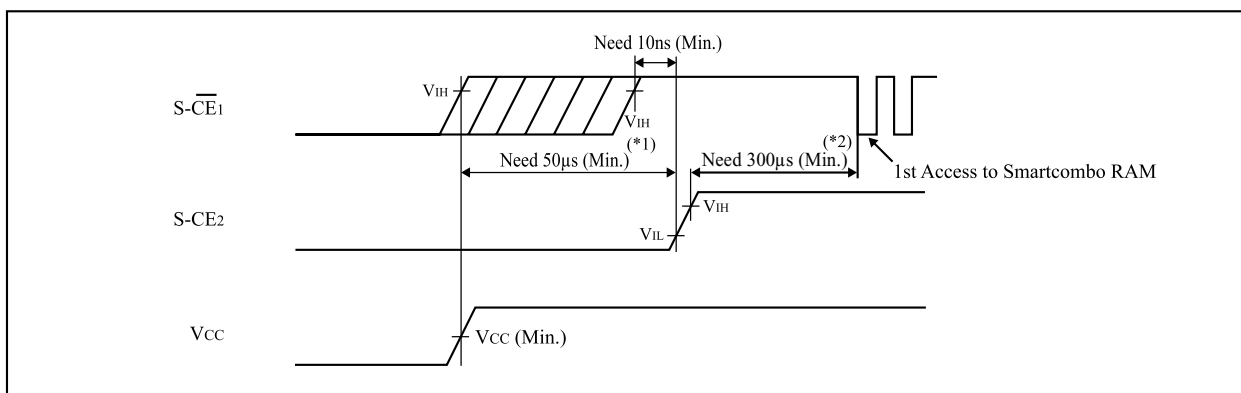 Need 10ns (Min.)
S-CE1
VIH
VIH
(*1)
(*2)
Need 50µs (Min.)
Need 300µs (Min.)
1st Access to Smartcombo RAM
S-CE2
VIH
VIL
VCC
VCC (Min.)